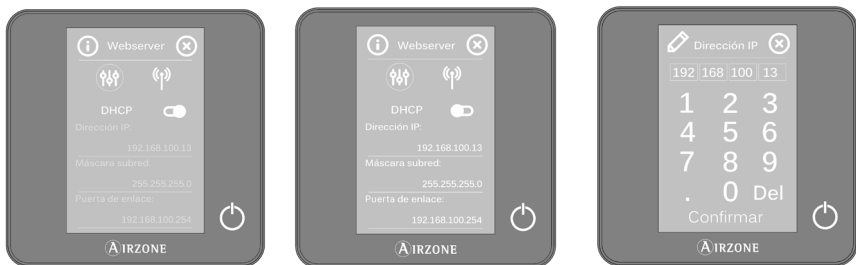 Webserver
DHCP
Dirección IP
192.168.100.13
Máscara subred:
255.255.255.0
Puerta de enlace:
192.168.100.254
AIRZONE
Webserver
DHCP
Dirección IP:
192.168.100.13
Máscara subred:
255.255.255.0
Puerta de enlace:
192.168.100.254
AIRZONE
Dirección IP
192 168 100 13
1 2 3
4 5 6
7 8 9
. 0 Del
Confirmar
AIRZONE